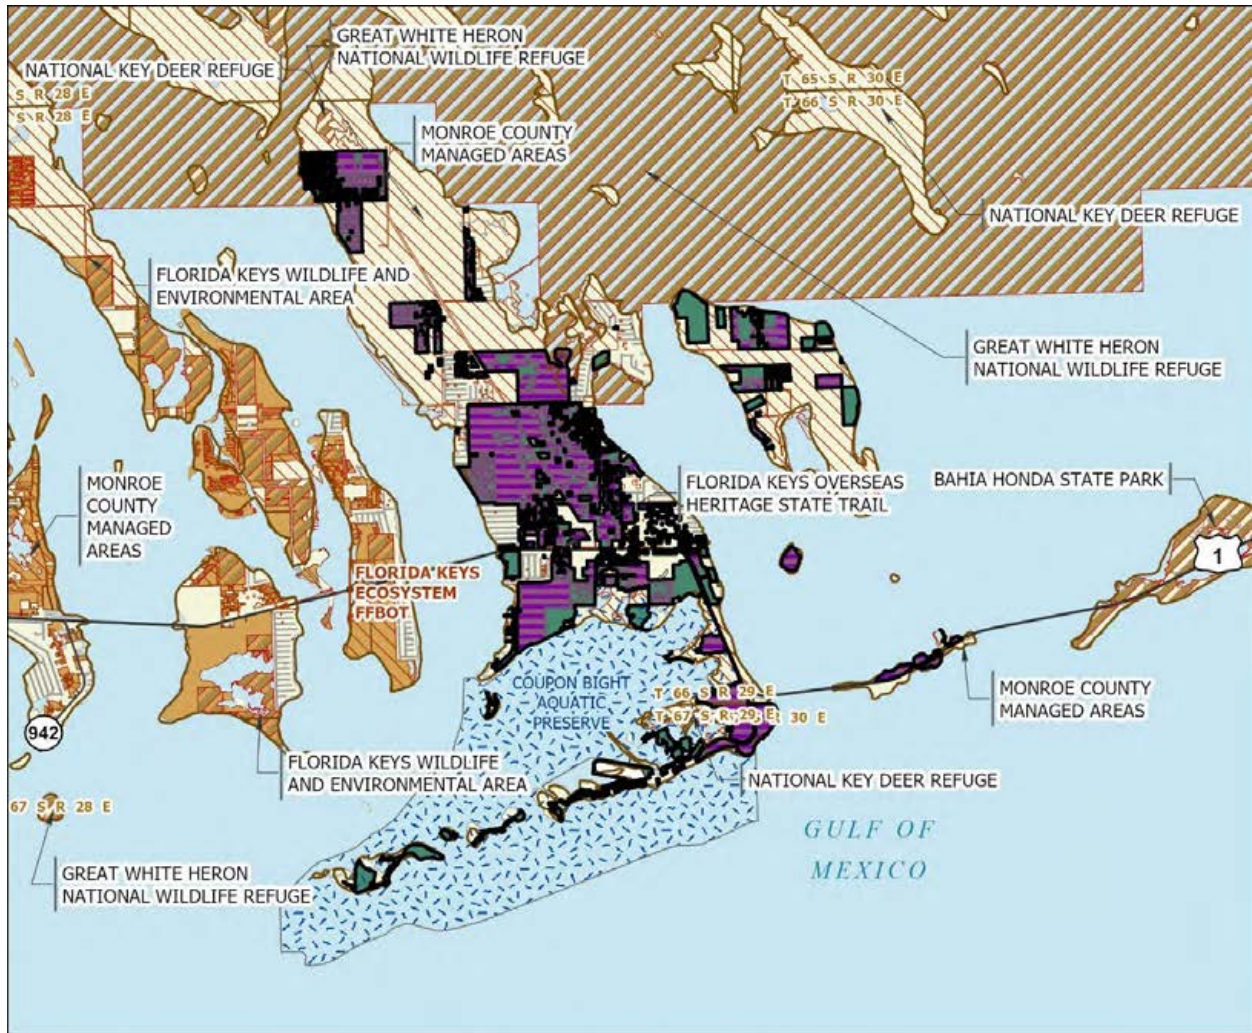 GREAT WHITE HERON
NATIONAL WILDLIFE REFUGE
NATIONAL KEY DEER REFUGE
S R 28 E
S R 28 E
T 65 S R 30 E
T 66 S R 30 E
MONROE COUNTY
MANAGED AREAS
NATIONAL KEY DEER REFUGE
FLORIDA KEYS WILDLIFE AND
ENVIRONMENTAL AREA
GREAT WHITE HERON
NATIONAL WILDLIFE REFUGE
MONROE
COUNTY
MANAGED
AREAS
FLORIDA KEYS OVERSEAS
HERITAGE STATE TRAIL
BAHIA HONDA STATE PARK
1
FLORIDA KEYS
ECOSYSTEM
FFBOT
COUPON BIGHT
AQUATIC
PRESERVE
T 66 S R 29 E
T 67 S R 29 E
R 30 E
MONROE COUNTY
MANAGED AREAS
942
FLORIDA KEYS WILDLIFE
AND ENVIRONMENTAL AREA
NATIONAL KEY DEER REFUGE
67 S R 28 E
GULF OF
MEXICO
GREAT WHITE HERON
NATIONAL WILDLIFE REFUGE